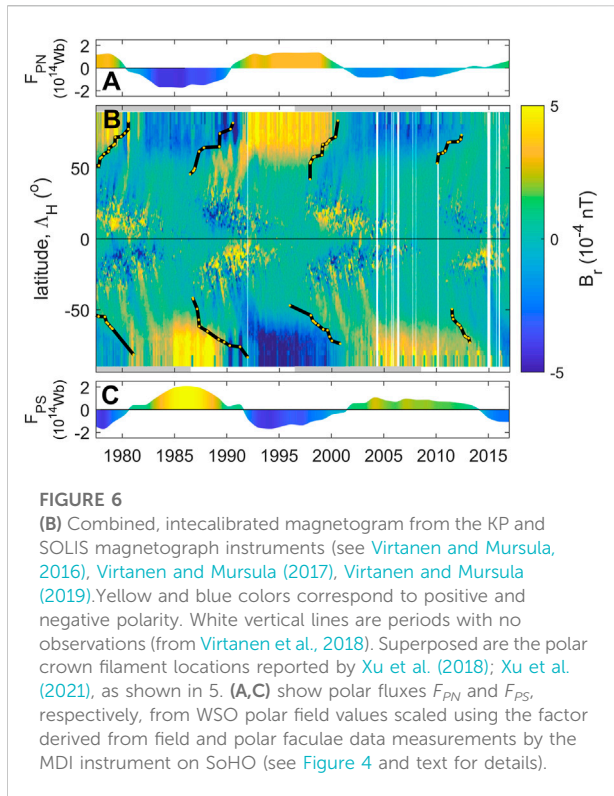 2
0
-2
F_PN
(10^14Wb)
A
B
50
0
-50
latitude, Λ_H (°)
5
0
-5
B_r (10^-4 nT)
2
0
-2
F_PS
(10^14Wb)
C
1980 1985 1990 1995 2000 2005 2010 2015
FIGURE 6
(B) Combined, intecalibrated magnetogram from the KP and
SOLIS magnetograph instruments (see Virtanen and Mursula,
2016), Virtanen and Mursula (2017), Virtanen and Mursula
(2019).Yellow and blue colors correspond to positive and
negative polarity. White vertical lines are periods with no
observations (from Virtanen et al., 2018). Superposed are the polar
crown filament locations reported by Xu et al. (2018); Xu et al.
(2021), as shown in 5. (A,C) show polar fluxes F_PN and F_PS,
respectively, from WSO polar field values scaled using the factor
derived from field and polar faculae data measurements by the
MDI instrument on SoHO (see Figure 4 and text for details).